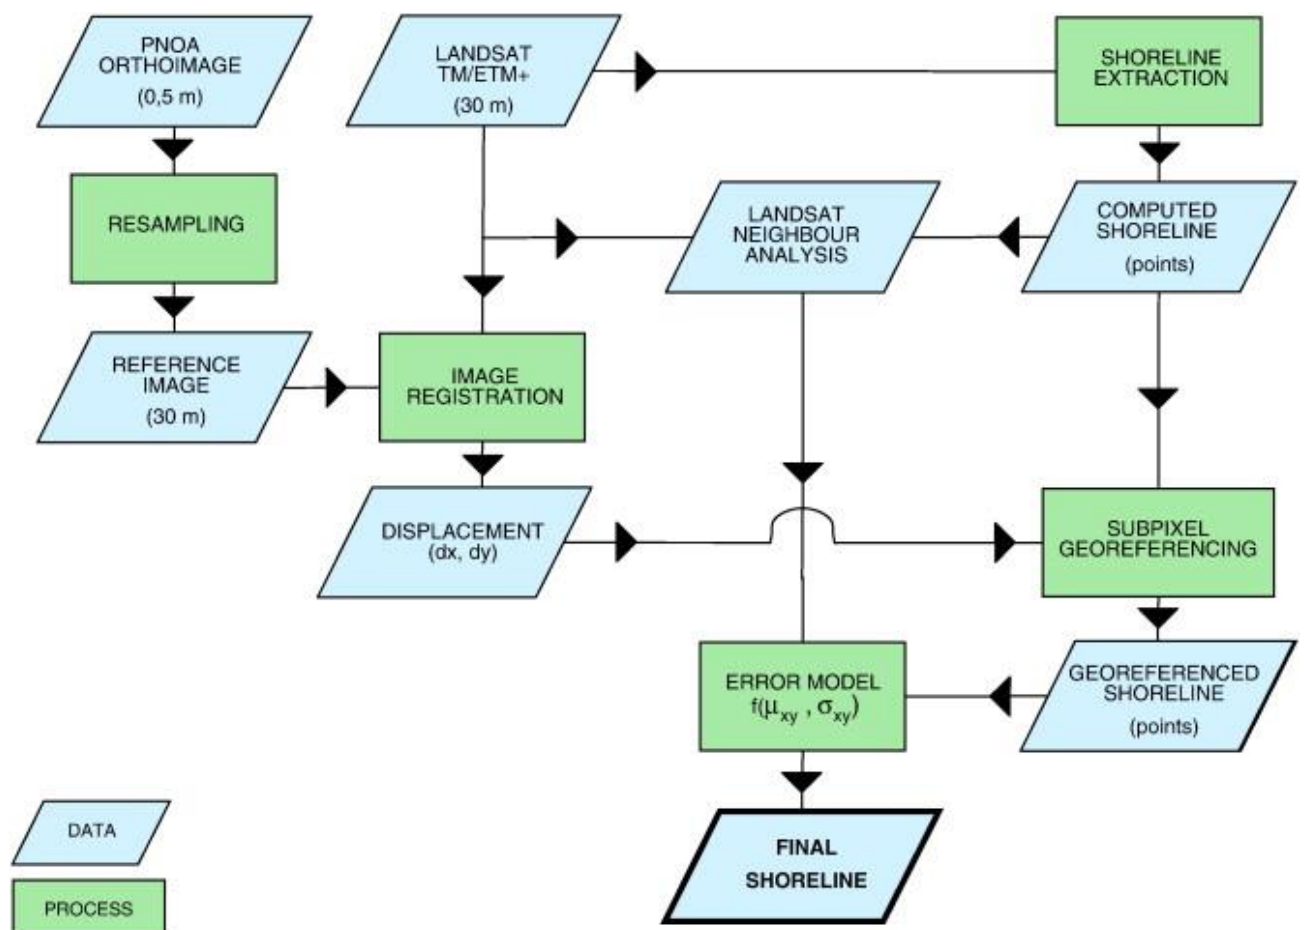 PNOA
ORTHOIMAGE
(0,5 m)
LANDSAT
TM/ETM+
(30 m)
SHORELINE
EXTRACTION
RESAMPLING
LANDSAT
NEIGHBOUR
ANALYSIS
COMPUTED
SHORELINE
(points)
REFERENCE
IMAGE
(30 m)
IMAGE
REGISTRATION
DISPLACEMENT
(dx, dy)
SUBPIXEL
GEOREFERENCING
ERROR MODEL
f(μxy , σxy)
GEOREFERENCED
SHORELINE
(points)
FINAL
SHORELINE
DATA
PROCESS